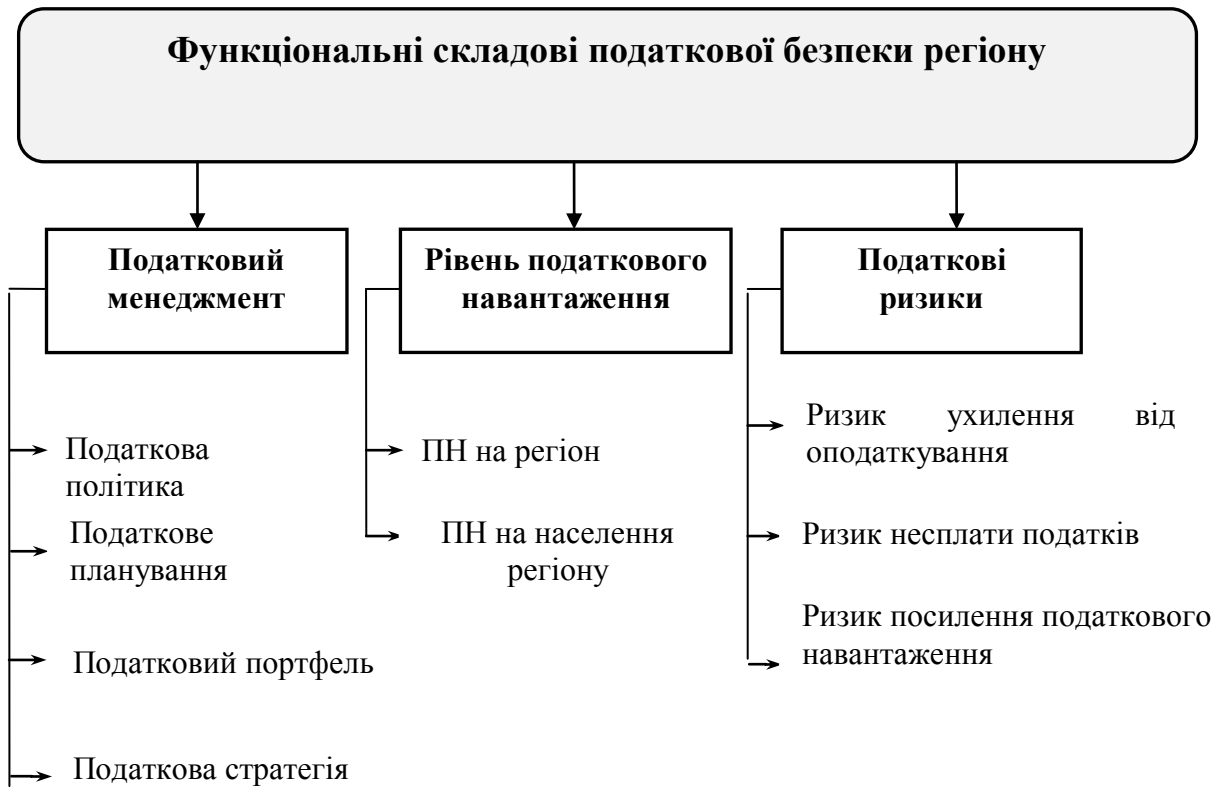 Функціональні складові податкової безпеки регіону
Податковий
менеджмент
Податкова
політика
Податкове
планування
Податковий портфель
Податкова стратегія
Рівень податкового
навантаження
ПН на регіон
ПН на населення
регіону
Податкові
ризики
Ризик ухилення від
оподаткування
Ризик несплати податків
Ризик посилення податкового
навантаження